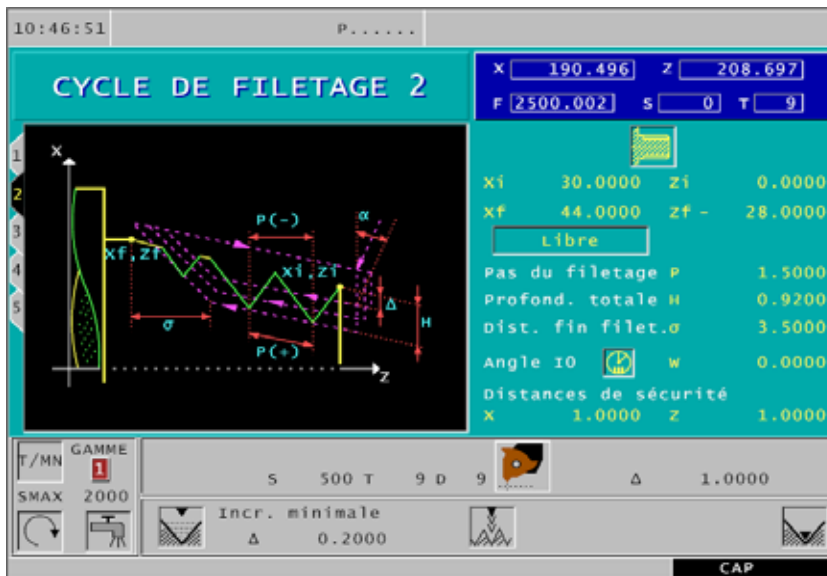 10:46:51 P......
CYCLE DE FILETAGE 2
X 190.496 Z 208.697
F 2500.002 S 0 T 9
1
2
3
4
5
X
P(-)
α
Xf,Zf
Xi,Zi
Δ
H
σ
P(+)
Z
Xi 30.0000 Zi 0.0000
Xf 44.0000 Zf - 28.0000
Libre
Pas du filetage P 1.5000
Profond. totale H 0.9200
Dist. fin filet.σ 3.5000
Angle IO W 0.0000
Distances de sécurité
X 1.0000 Z 1.0000
T/MN GAMME
1
SMAX 2000
S 500 T 9 D 9 Δ 1.0000
Incr. minimale
Δ 0.2000
CAP